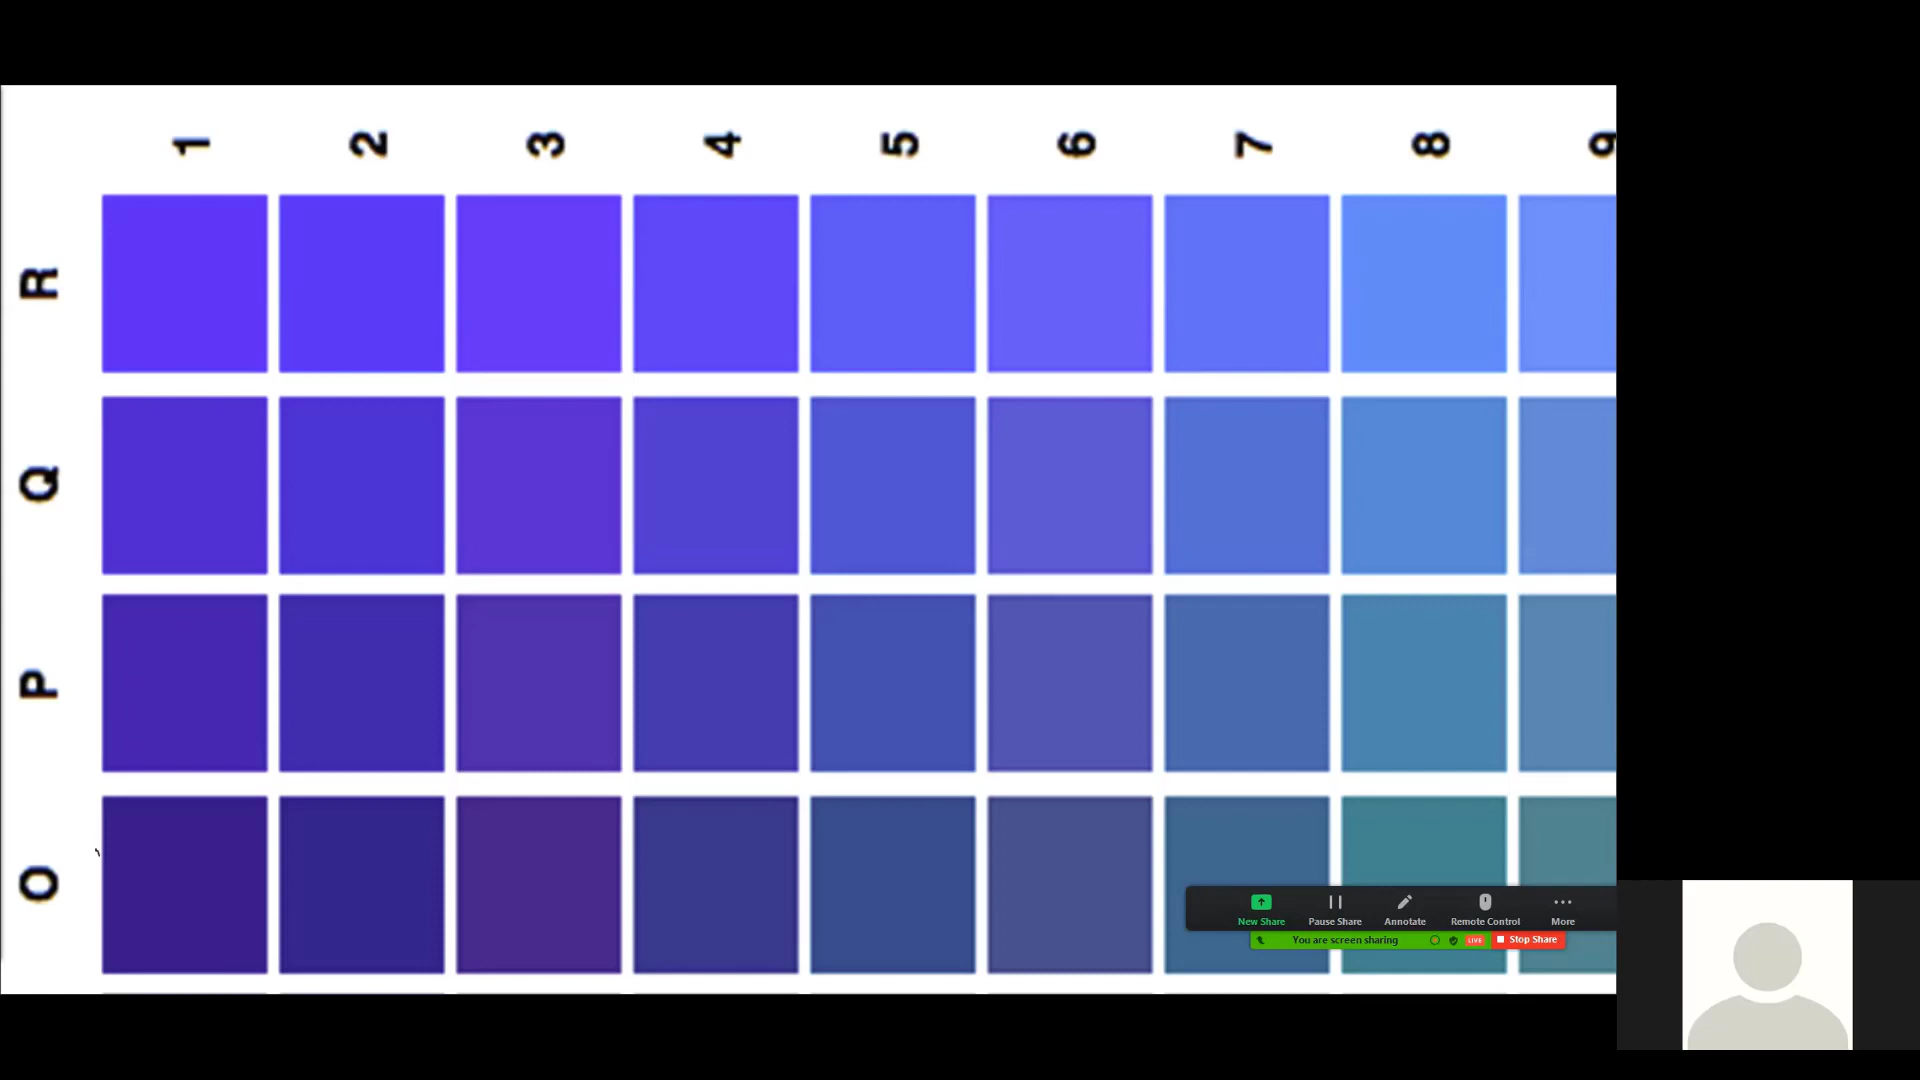 1 2 3 4 5 6 7 8 9
R
Q
P
O
New Share Pause Share Annotate Remote Control More
You are screen sharing LIVE Stop Share